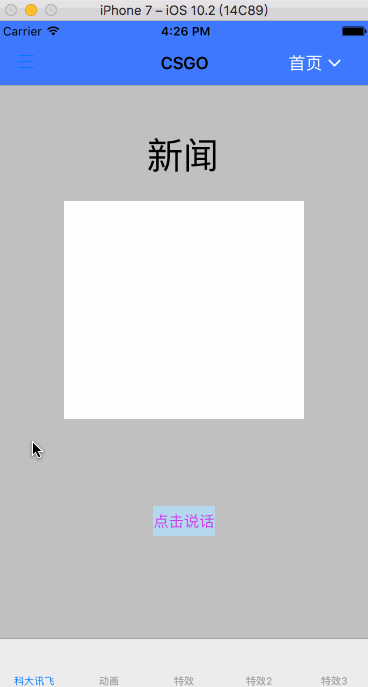 iPhone 7 – iOS 10.2 (14C89)
Carrier 4:26 PM
CSGO 首页
新闻
点击说话
科大讯飞 动画 特效 特效2 特效3